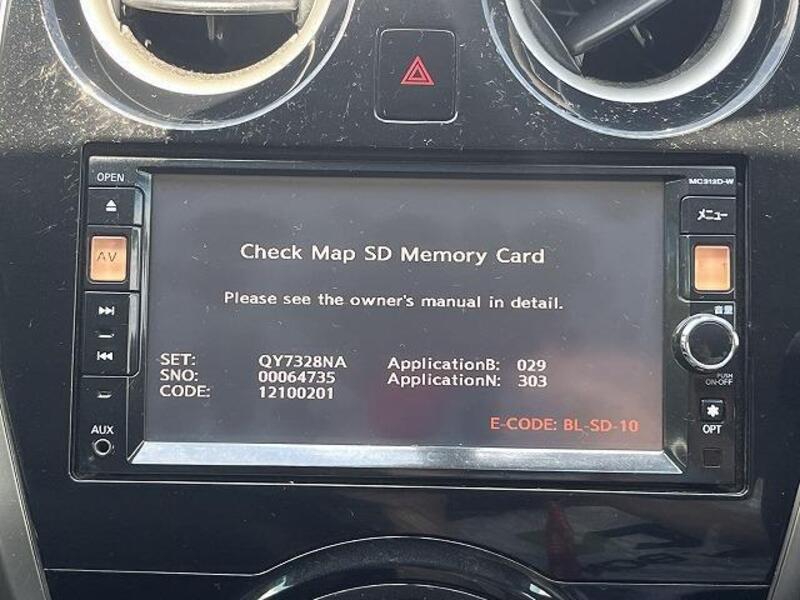 OPEN
MC312D-W
メニュー
AV
Check Map SD Memory Card
Please see the owner's manual in detail.
音量
SET: QY7328NA ApplicationB: 029
SNO: 00064735 ApplicationN: 303
CODE: 12100201
PUSH
ON-OFF
E-CODE: BL-SD-10
AUX
OPT